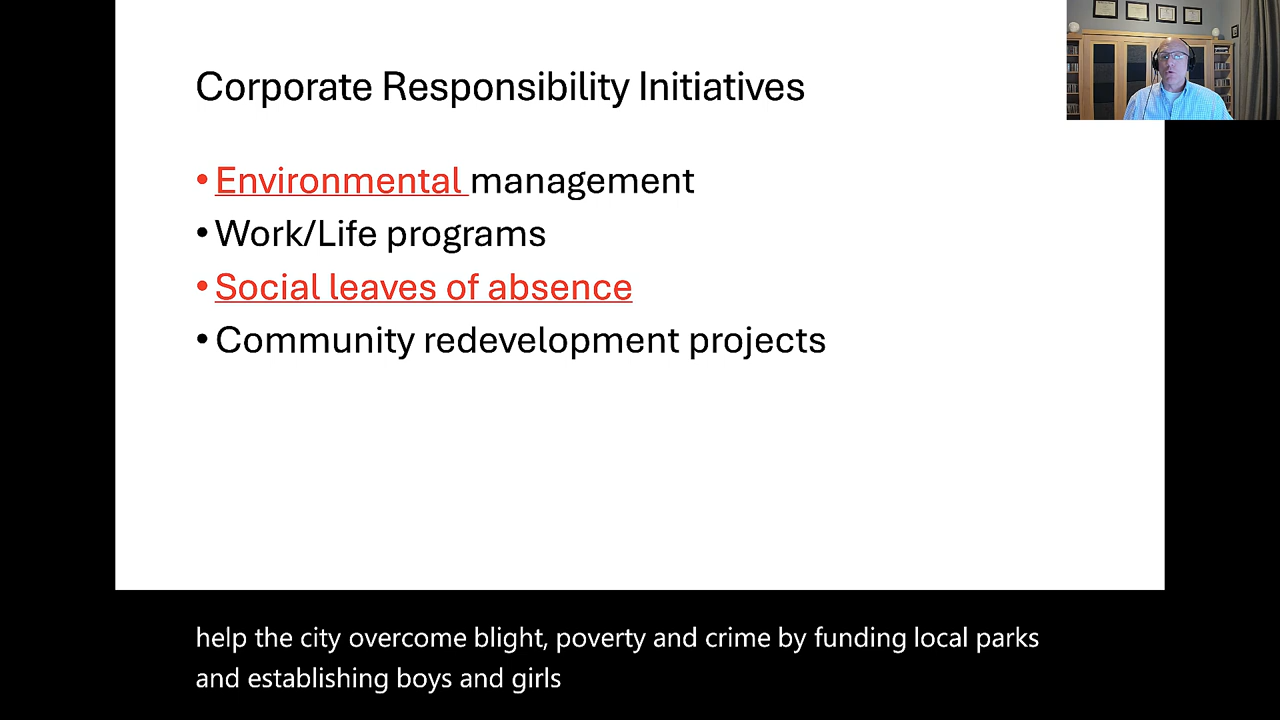 Corporate Responsibility Initiatives
• Environmental management
• Work/Life programs
• Social leaves of absence
• Community redevelopment projects
help the city overcome blight, poverty and crime by funding local parks
and establishing boys and girls